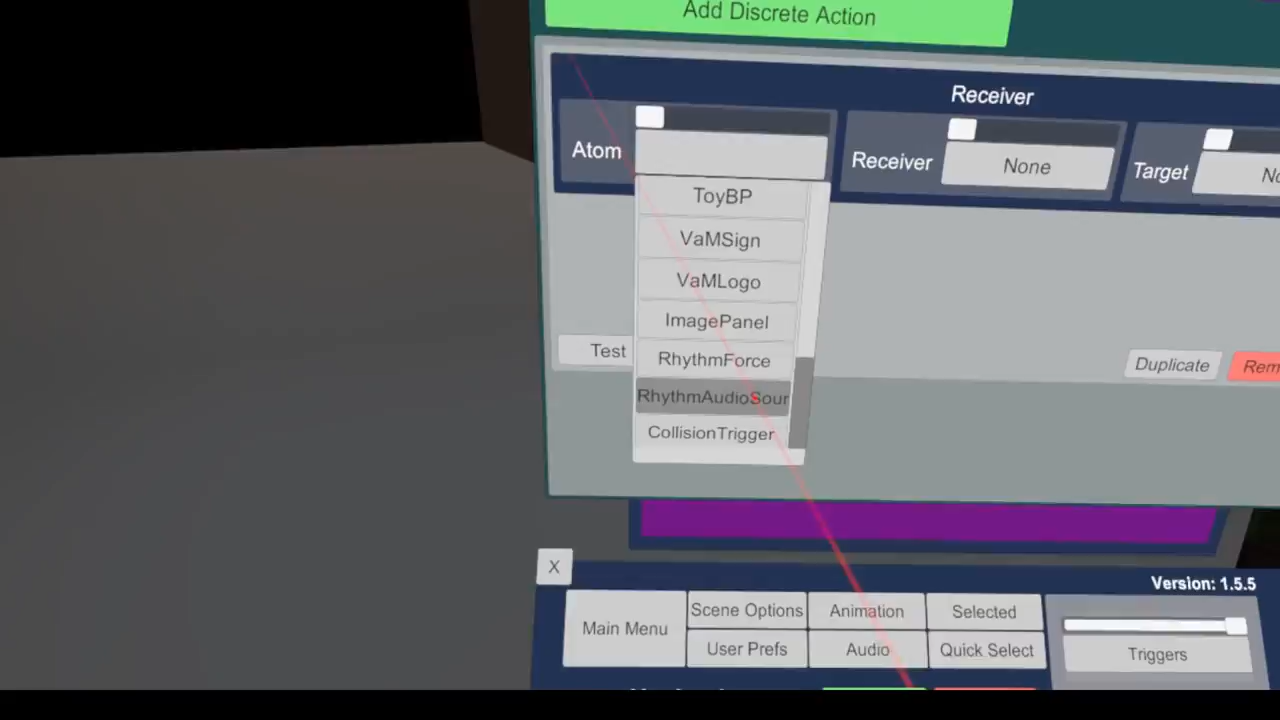 Add Discrete Action
Receiver
Atom
Receiver
None
Target
ToyBP
VaMSign
VaMLogo
ImagePanel
RhythmForce
RhythmAudioSour
CollisionTrigger
Test
Duplicate
Rem
X
Version: 1.5.5
Main Menu
Scene Options
Animation
Selected
User Prefs
Audio
Quick Select
Triggers